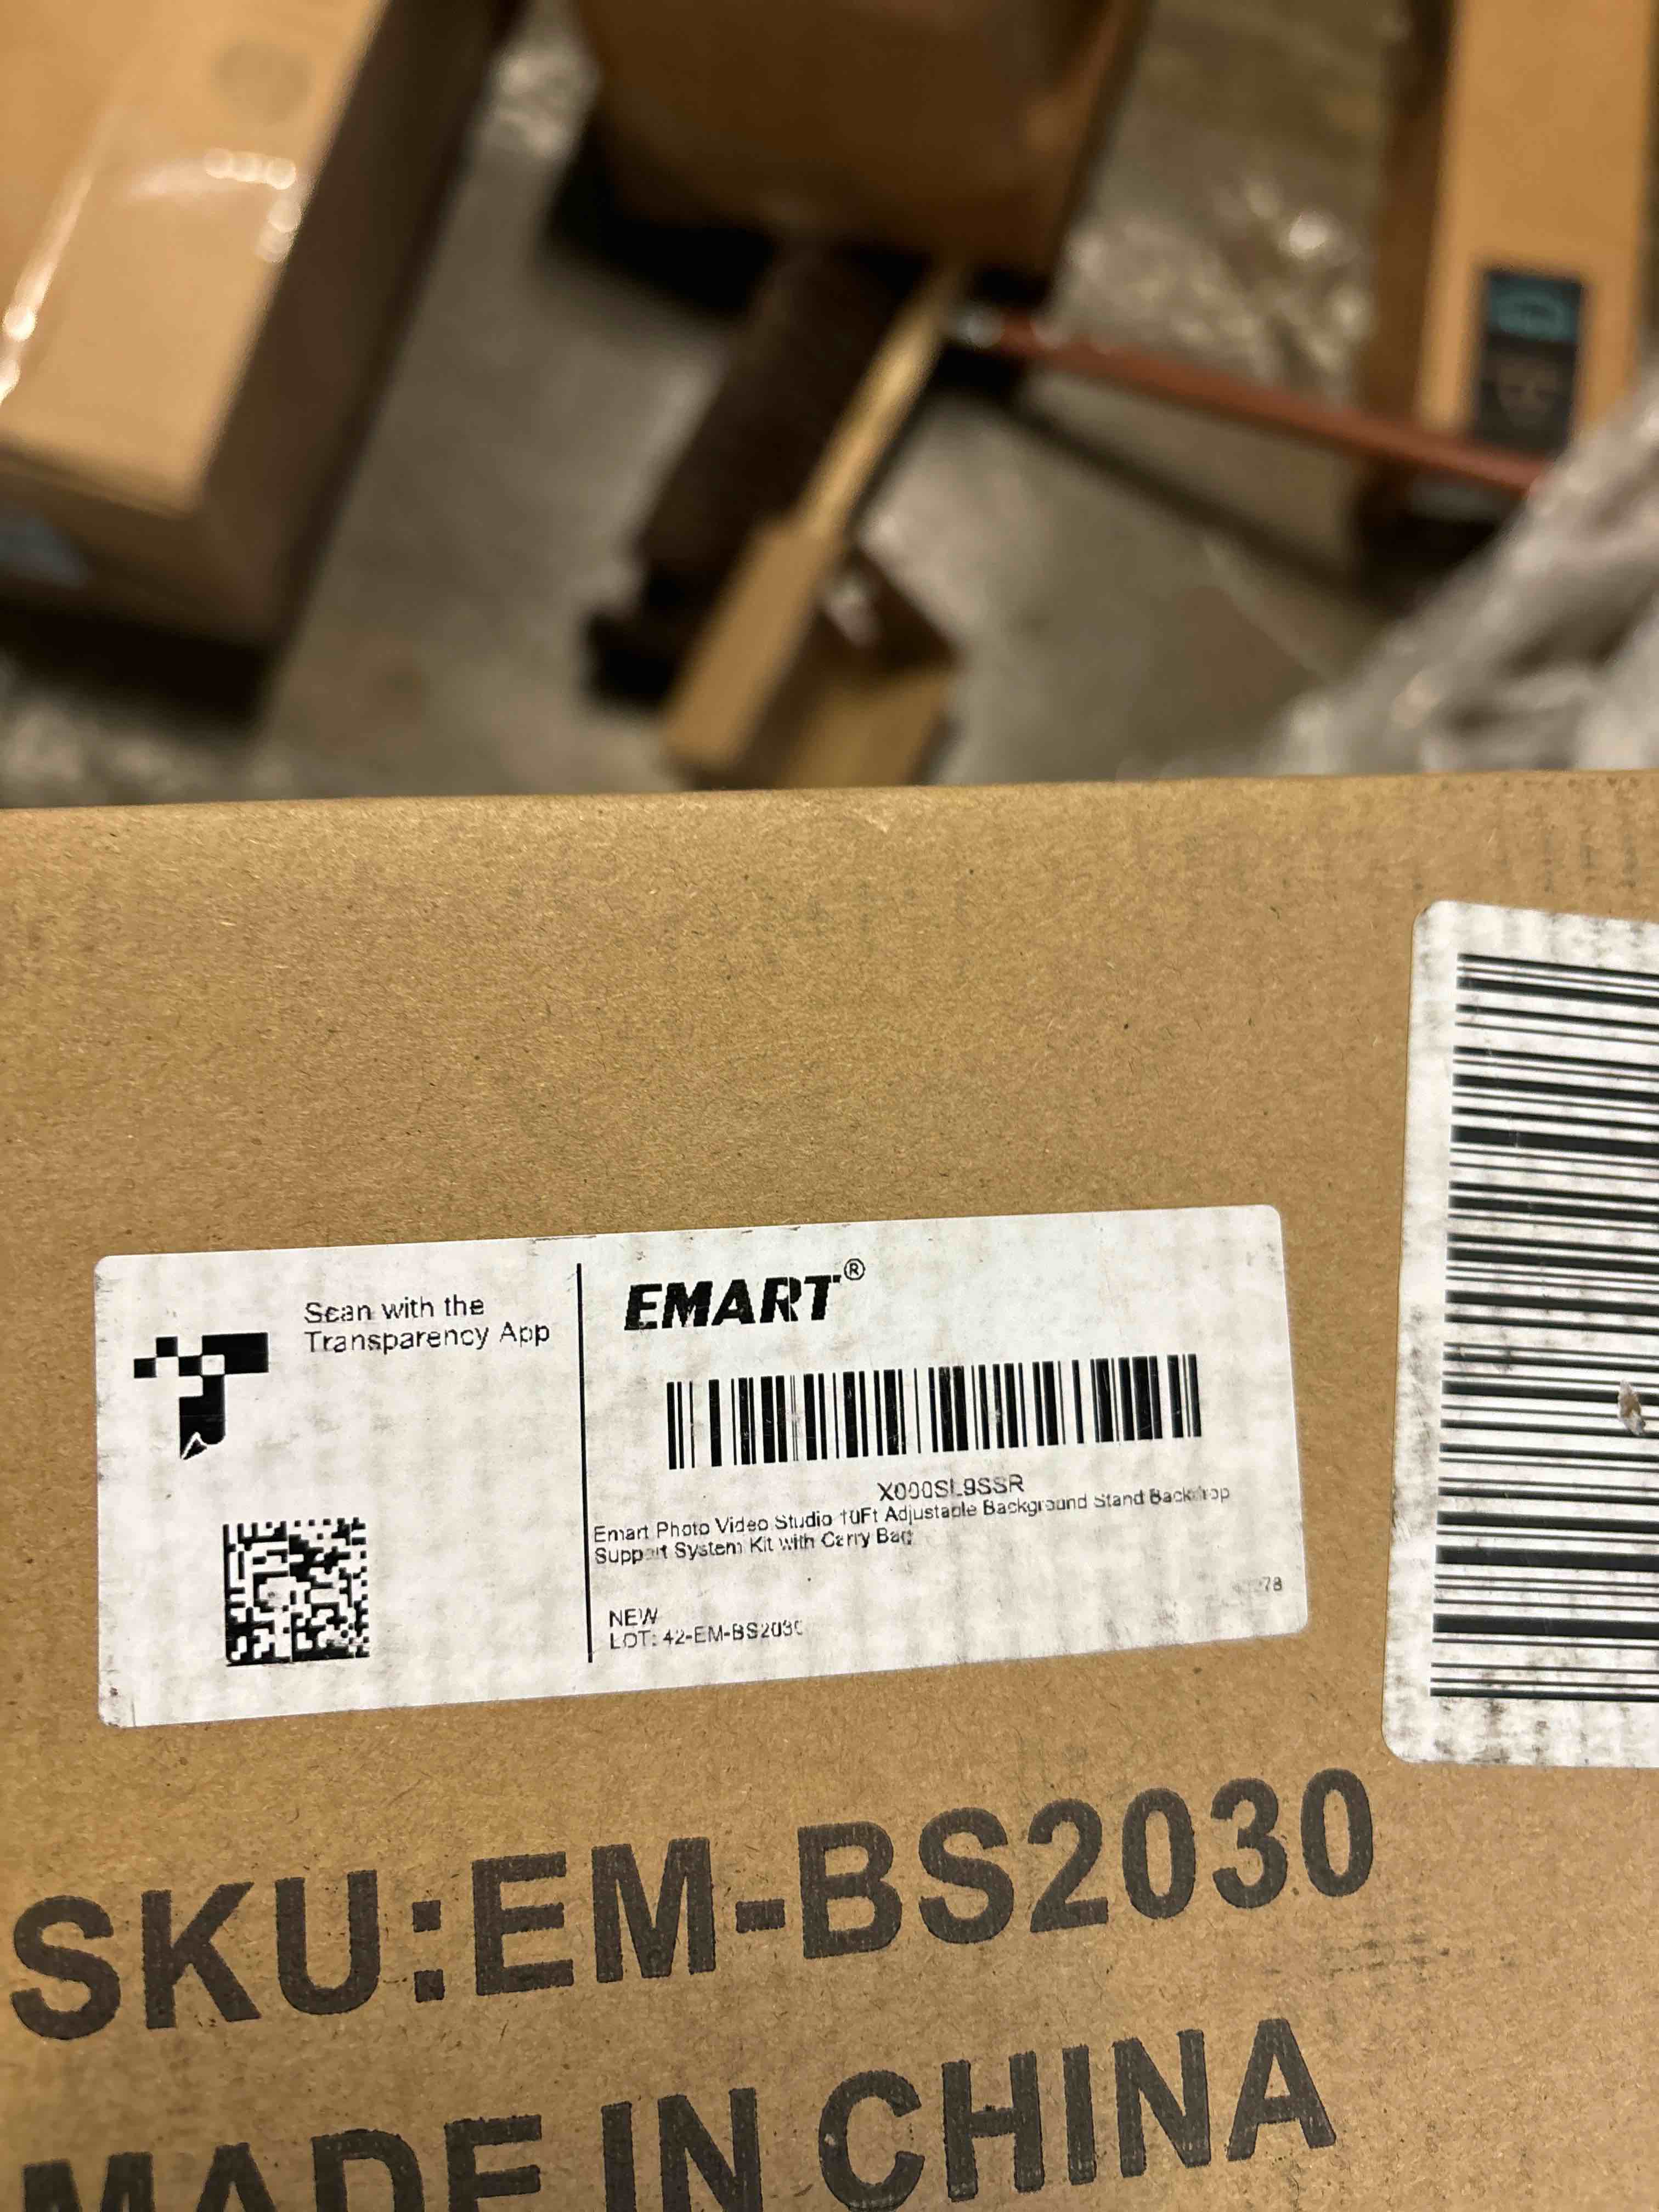 Scan with the
Transparency App
EMART®
X000SL9SSR
Emart Photo Video Studio 10Ft Adjustable Background Stand Backdrop
Support System Kit with Carry Bag
NEW
LOT: 42-EM-BS2030
SKU:EM-BS2030
MADE IN CHINA